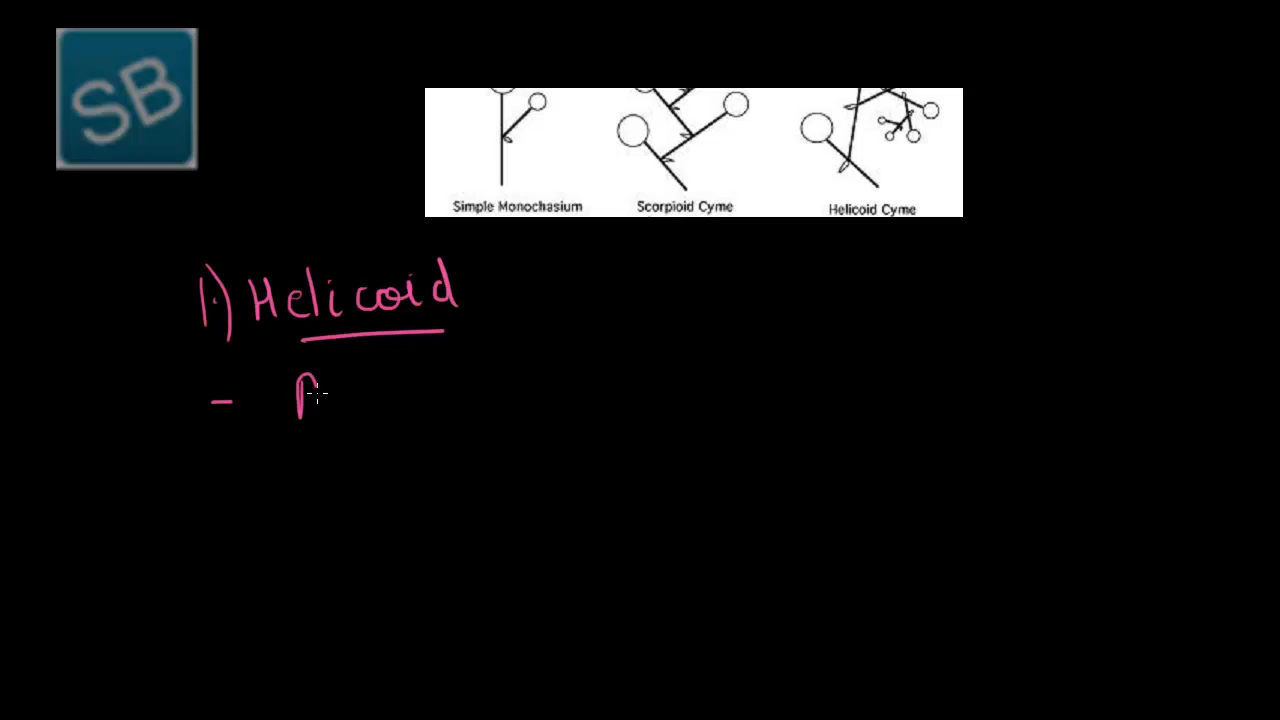 SB
Simple Monochasium
Scorpioid Cyme
Helicoid Cyme
1.) Helicoid
-